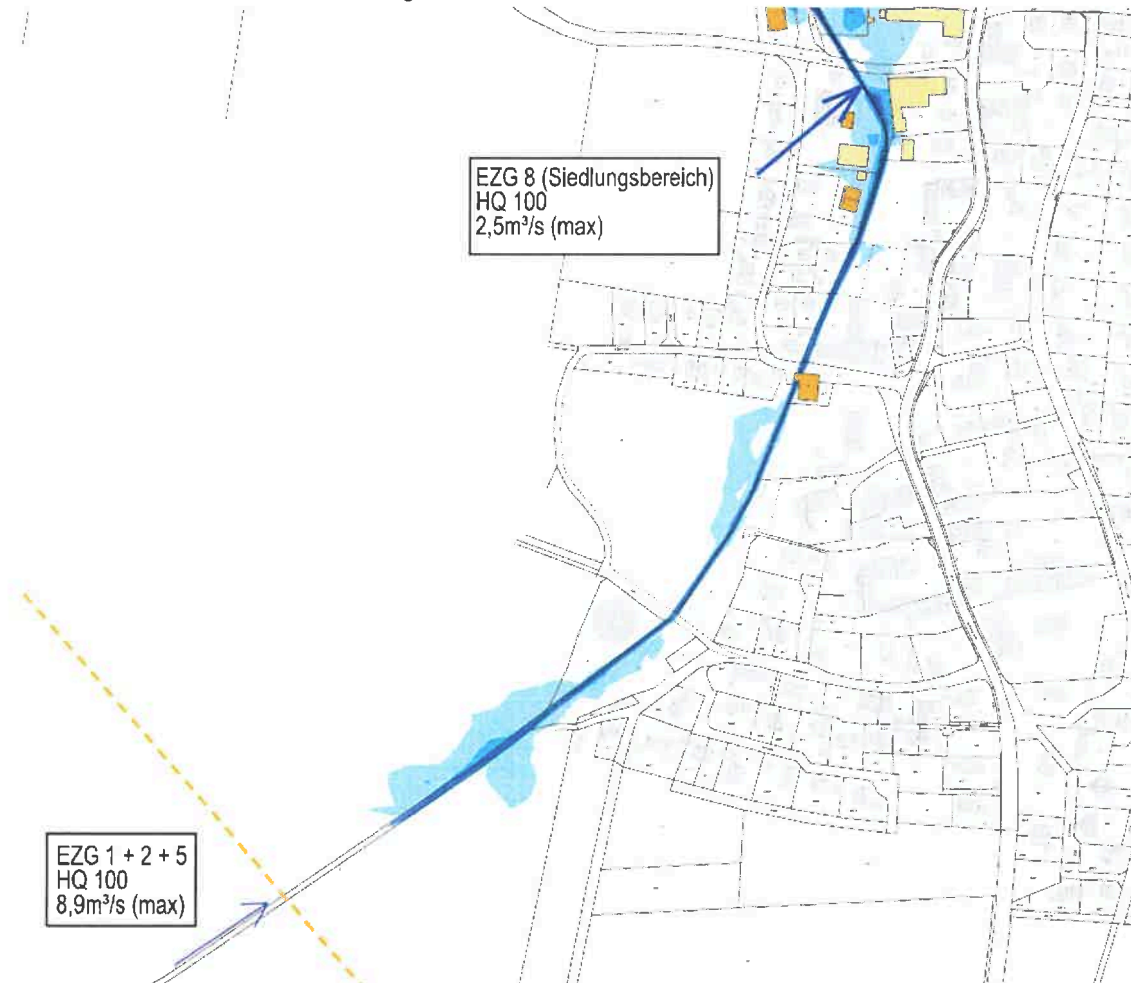 EZG 8 (Siedlungsbereich)
HQ 100
2,5m³/s (max)
EZG 1 + 2 + 5
HQ 100
8,9m³/s (max)